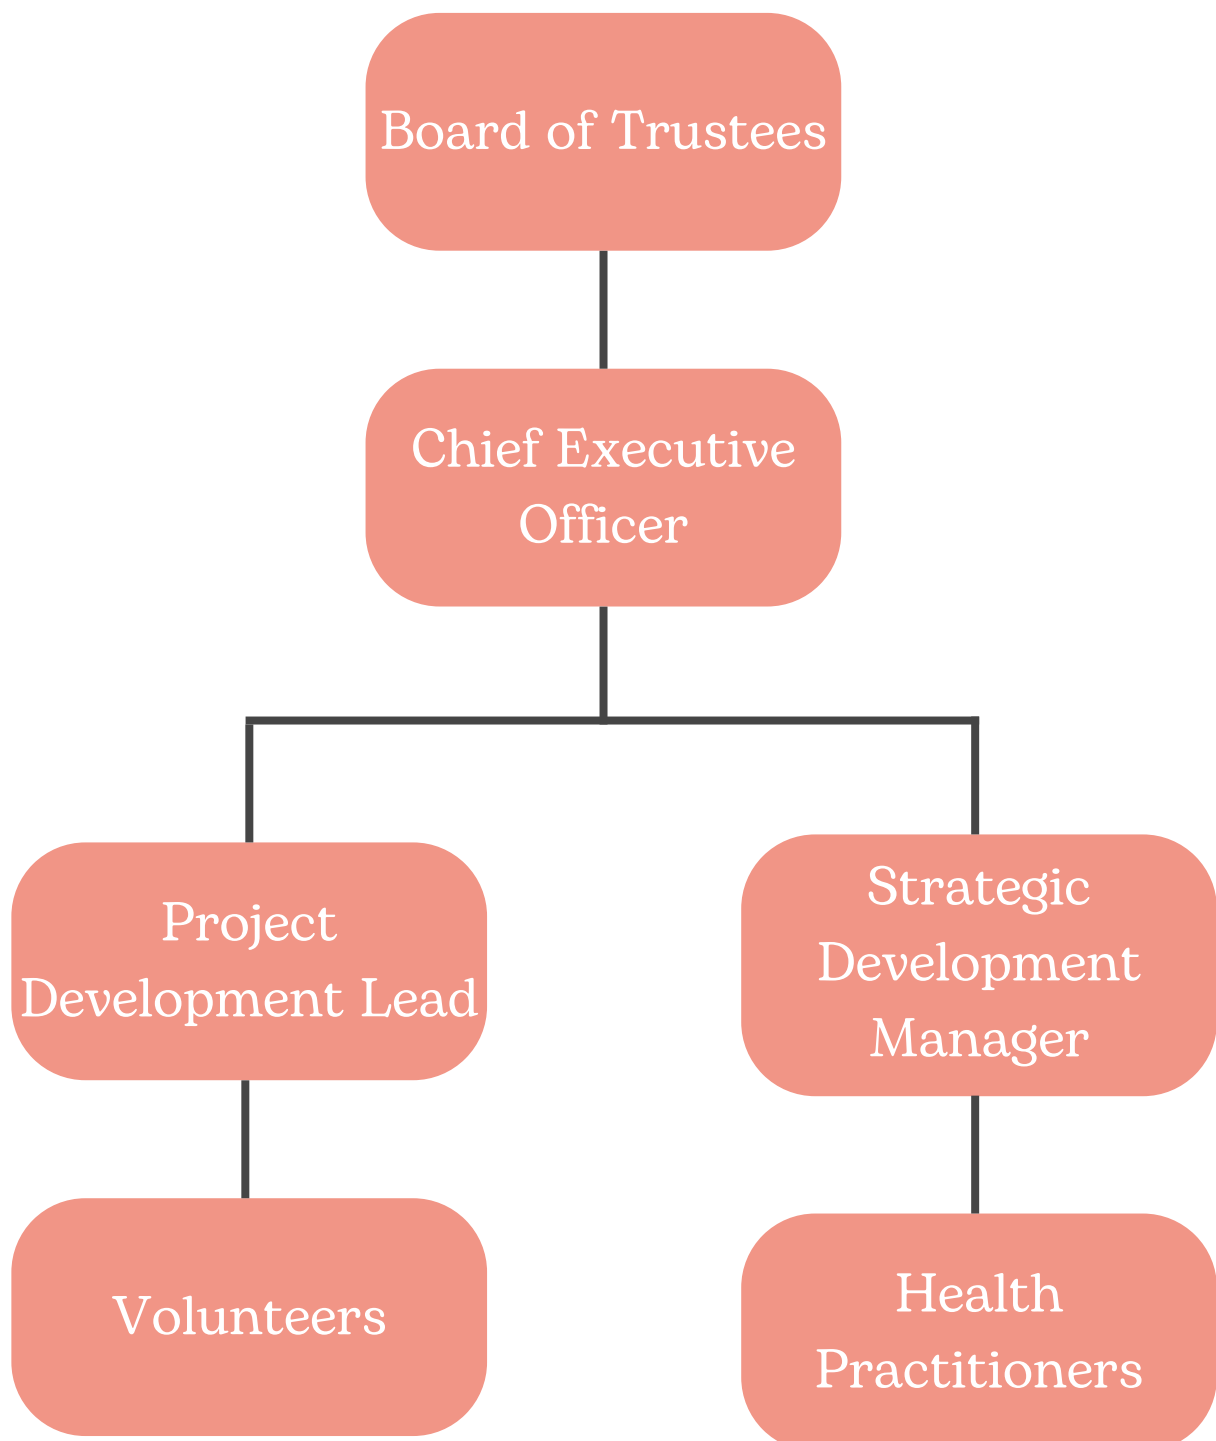 Board of Trustees
Chief Executive
Officer
Project
Development Lead
Strategic
Development
Manager
Volunteers
Health
Practitioners